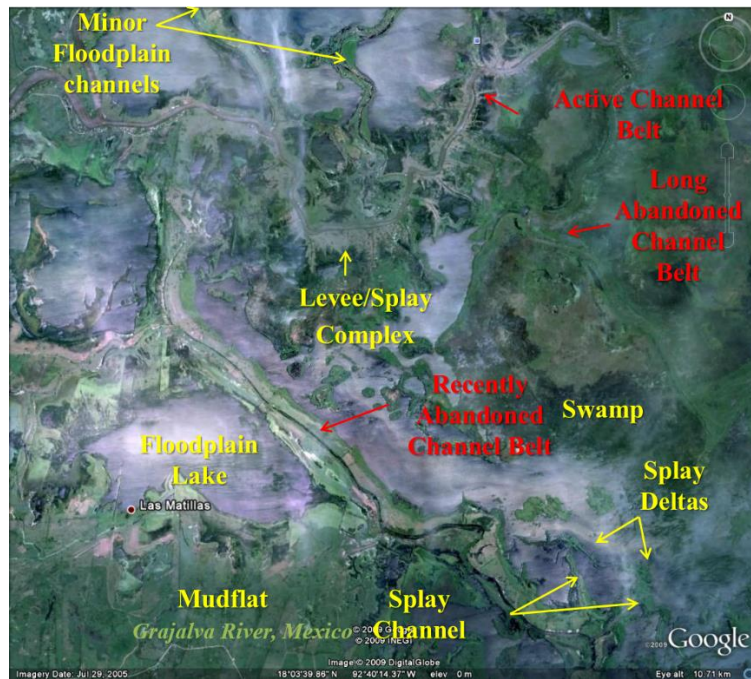 N
Minor
Floodplain
channels
Active Channel
Belt
Long
Abandoned
Channel
Belt
Levee/Splay
Complex
Recently
Abandoned
Channel Belt
Swamp
Floodplain
Lake
Splay
Deltas
Las Matillas
Mudflat
Splay
Channel
Grajalva River, Mexico
© 2009 INEGI
©2009 Google
Image © 2009 DigitalGlobe
Imagery Date: Jul 29, 2005
18°03'39.86" N
92°40'14.37" W
elev 0 m
Eye alt 10.71 km